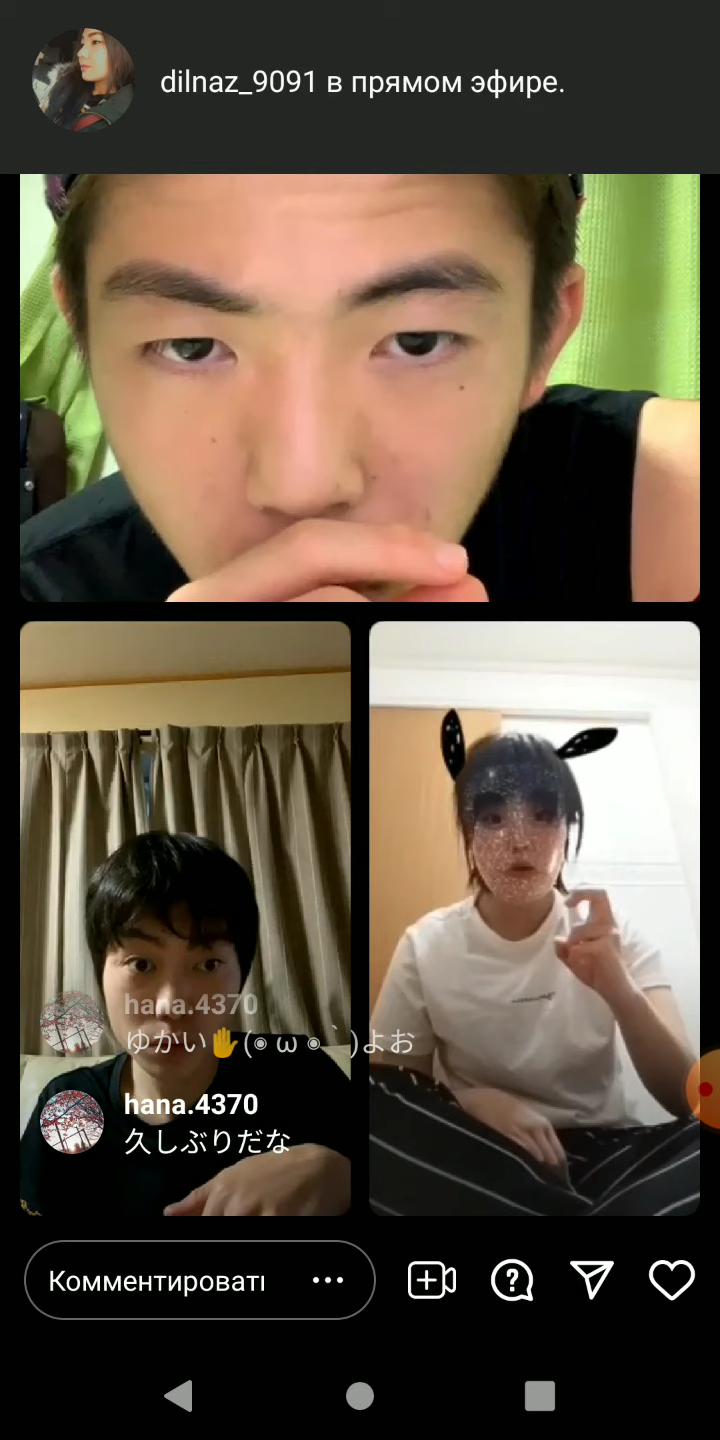 dilnaz_9091 в прямом эфире.
hana.4370
ゆかい✋(◉ ω ◉ ̀ )よお
hana.4370
久しぶりだな
Комментироватı